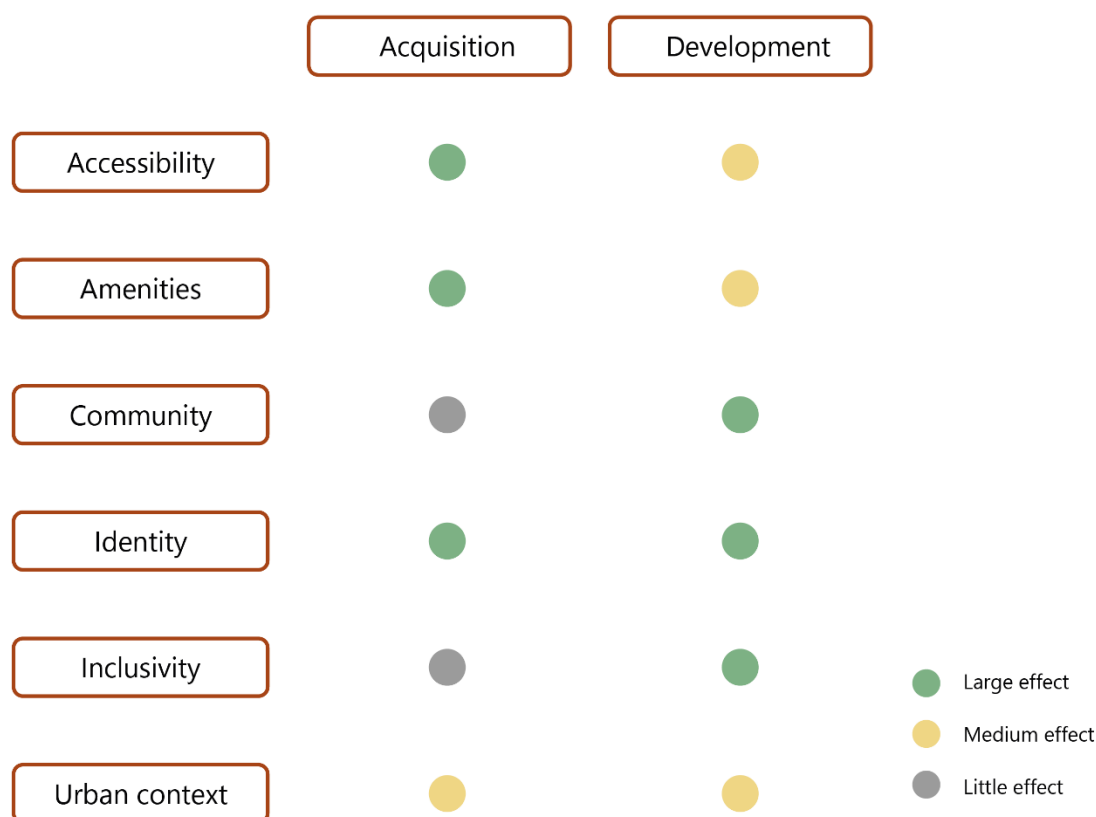 Acquisition
Development
Accessibility
Amenities
Community
Identity
Inclusivity
Large effect
Medium effect
Urban context
Little effect